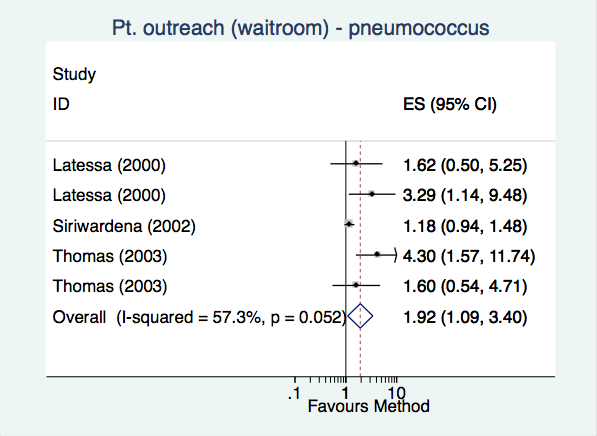 Pt. outreach (waitroom) - pneumococcus
Study
ID ES (95% CI)
Latessa (2000) 1.62 (0.50, 5.25)
Latessa (2000) 3.29 (1.14, 9.48)
Siriwardena (2002) 1.18 (0.94, 1.48)
Thomas (2003) 4.30 (1.57, 11.74)
Thomas (2003) 1.60 (0.54, 4.71)
Overall (I-squared = 57.3%, p = 0.052) 1.92 (1.09, 3.40)
.1 1 10
Favours Method